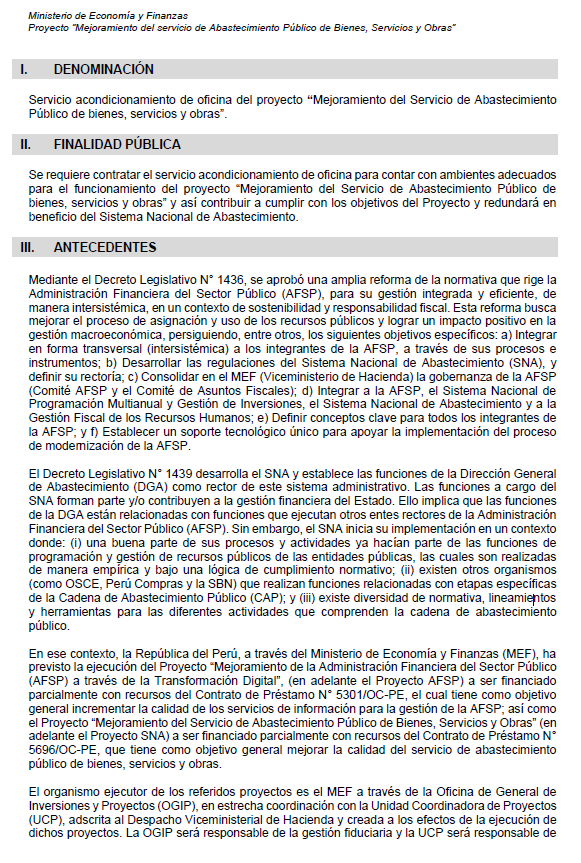 Ministerio de Economía y Finanzas
Proyecto "Mejoramiento del servicio de Abastecimiento Público de Bienes, Servicios y Obras"
I. DENOMINACIÓN
Servicio acondicionamiento de oficina del proyecto "Mejoramiento del Servicio de Abastecimiento
Público de bienes, servicios y obras".
II. FINALIDAD PÚBLICA
Se requiere contratar el servicio acondicionamiento de oficina para contar con ambientes adecuados
para el funcionamiento del proyecto "Mejoramiento del Servicio de Abastecimiento Público de
bienes, servicios y obras" y así contribuir a cumplir con los objetivos del Proyecto y redundará en
beneficio del Sistema Nacional de Abastecimiento.
III. ANTECEDENTES
Mediante el Decreto Legislativo N° 1436, se aprobó una amplia reforma de la normativa que rige la
Administración Financiera del Sector Público (AFSP), para su gestión integrada y eficiente, de
manera intersistémica, en un contexto de sostenibilidad y responsabilidad fiscal. Esta reforma busca
mejorar el proceso de asignación y uso de los recursos públicos y lograr un impacto positivo en la
gestión macroeconómica, persiguiendo, entre otros, los siguientes objetivos específicos: a) Integrar
en forma transversal (intersistémica) a los integrantes de la AFSP, a través de sus procesos e
instrumentos; b) Desarrollar las regulaciones del Sistema Nacional de Abastecimiento (SNA), y
definir su rectoría; c) Consolidar en el MEF (Viceministerio de Hacienda) la gobernanza de la AFSP
(Comité AFSP y el Comité de Asuntos Fiscales); d) Integrar a la AFSP, el Sistema Nacional de
Programación Multianual y Gestión de Inversiones, el Sistema Nacional de Abastecimiento y a la
Gestión Fiscal de los Recursos Humanos; e) Definir conceptos clave para todos los integrantes de
la AFSP; y f) Establecer un soporte tecnológico único para apoyar la implementación del proceso
de modernización de la AFSP.
El Decreto Legislativo N° 1439 desarrolla el SNA y establece las funciones de la Dirección General
de Abastecimiento (DGA) como rector de este sistema administrativo. Las funciones a cargo del
SNA forman parte y/o contribuyen a la gestión financiera del Estado. Ello implica que las funciones
de la DGA están relacionadas con funciones que ejecutan otros entes rectores de la Administración
Financiera del Sector Público (AFSP). Sin embargo, el SNA inicia su implementación en un contexto
donde: (i) una buena parte de sus procesos y actividades ya hacían parte de las funciones de
programación y gestión de recursos públicos de las entidades públicas, las cuales son realizadas
de manera empírica y bajo una lógica de cumplimiento normativo; (ii) existen otros organismos
(como OSCE, Perú Compras y la SBN) que realizan funciones relacionadas con etapas específicas
de la Cadena de Abastecimiento Público (CAP); y (iii) existe diversidad de normativa, lineamientos
y herramientas para las diferentes actividades que comprenden la cadena de abastecimiento
público.
En ese contexto, la República del Perú, a través del Ministerio de Economía y Finanzas (MEF), ha
previsto la ejecución del Proyecto "Mejoramiento de la Administración Financiera del Sector Público
(AFSP) a través de la Transformación Digital", (en adelante el Proyecto AFSP) a ser financiado
parcialmente con recursos del Contrato de Préstamo N° 5301/OC-PE, el cual tiene como objetivo
general incrementar la calidad de los servicios de información para la gestión de la AFSP; así como
el Proyecto "Mejoramiento del Servicio de Abastecimiento Público de Bienes, Servicios y Obras" (en
adelante el Proyecto SNA) a ser financiado parcialmente con recursos del Contrato de Préstamo N°
5696/OC-PE, que tiene como objetivo general mejorar la calidad del servicio de abastecimiento
público de bienes, servicios y obras.
El organismo ejecutor de los referidos proyectos es el MEF a través de la Oficina de General de
Inversiones y Proyectos (OGIP), en estrecha coordinación con la Unidad Coordinadora de Proyectos
(UCP), adscrita al Despacho Viceministerial de Hacienda y creada a los efectos de la ejecución de
dichos proyectos. La OGIP será responsable de la gestión fiduciaria y la UCP será responsable de